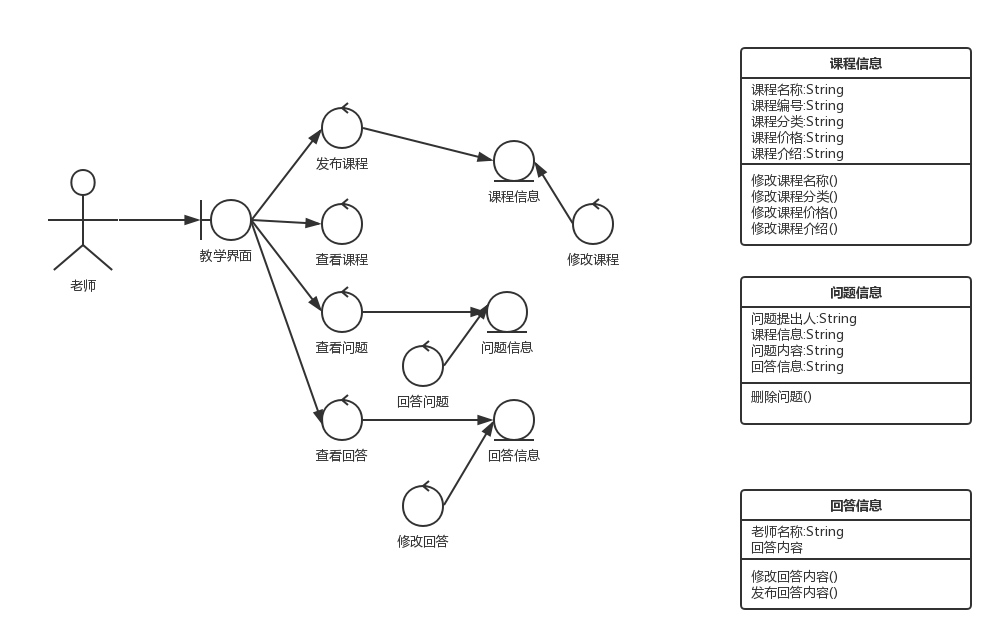 发布课程
课程信息
教学界面
查看课程
修改课程
老师
查看问题
问题信息
回答问题
查看回答
回答信息
修改回答
课程信息
课程名称:String
课程编号:String
课程分类:String
课程价格:String
课程介绍:String
修改课程名称()
修改课程分类()
修改课程价格()
修改课程介绍()
问题信息
问题提出人:String
课程信息:String
问题内容:String
回答信息:String
删除问题()
回答信息
老师名称:String
回答内容
修改回答内容()
发布回答内容()